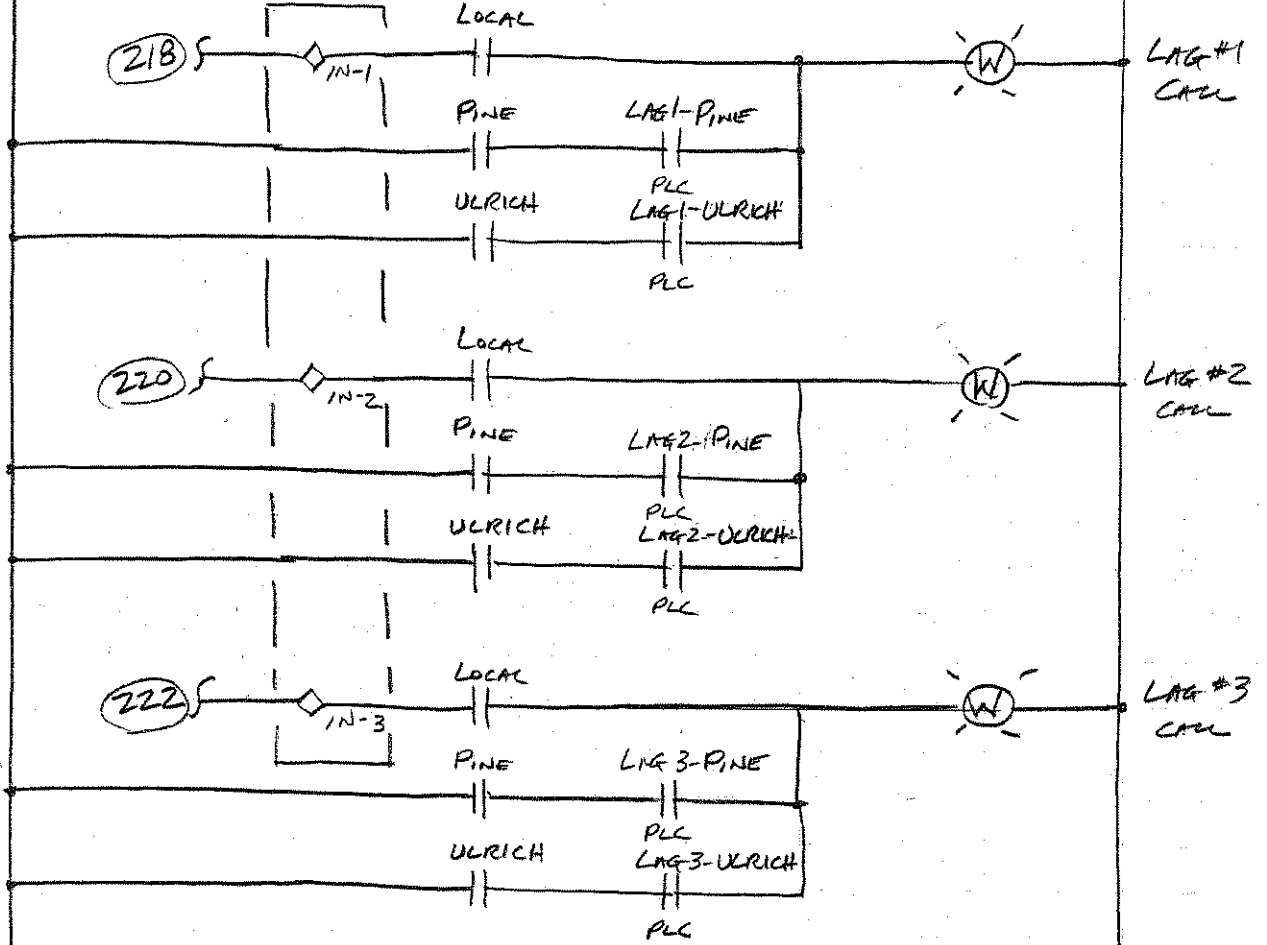 LOCAL
218
IN-1
W
LAG #1
CALL
PINE
LAG1-PINE
PLC
ULRICH
LAG1-ULRICH
PLC
LOCAL
220
IN-2
W
LAG #2
CALL
PINE
LAG2-PINE
PLC
ULRICH
LAG2-ULRICH
PLC
LOCAL
222
IN-3
W
LAG #3
CALL
PINE
LAG 3-PINE
PLC
ULRICH
LAG-3-ULRICH
PLC